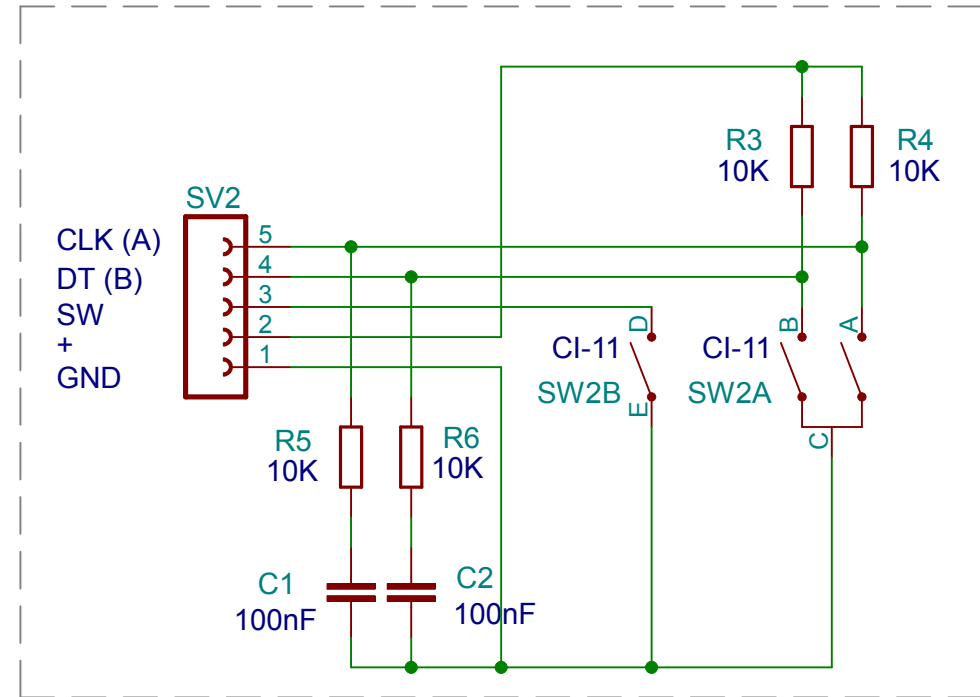 R3
10K
R4
10K
SV2
CLK (A)
DT (B)
SW
+
GND
5
4
3
2
1
CI-11
SW2B
D
E
CI-11
SW2A
B
A
C
R5
10K
R6
10K
C1
100nF
C2
100nF